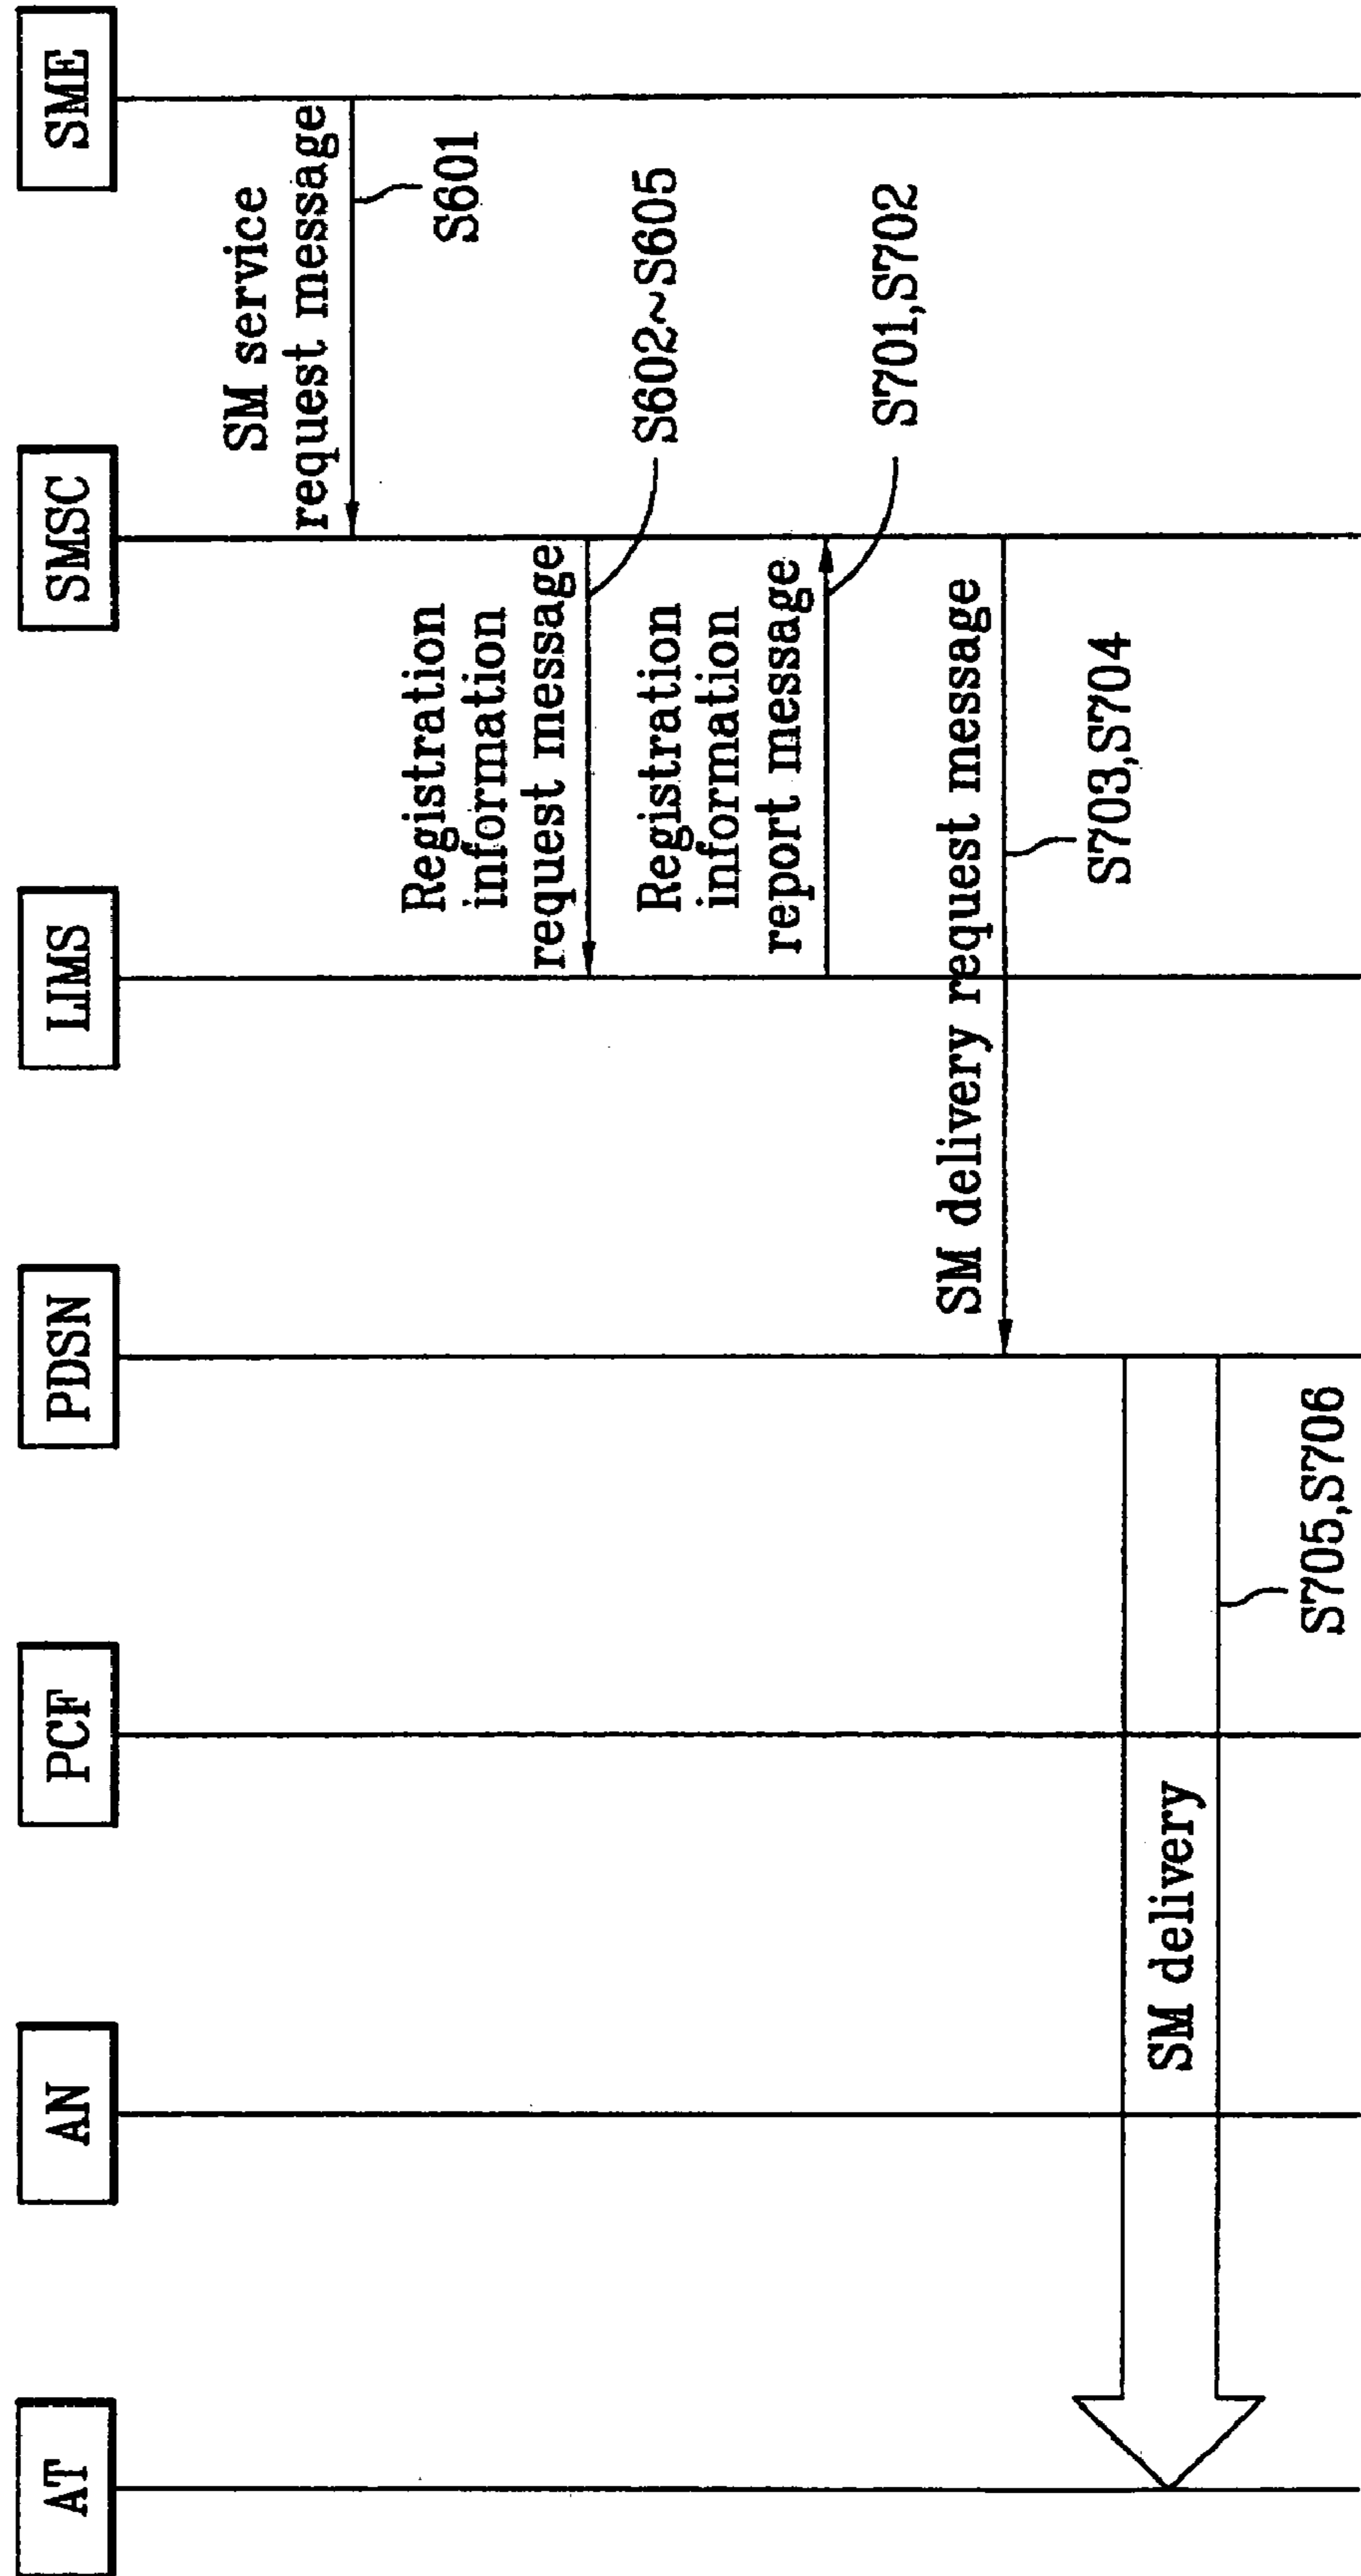 AT
AN
PCF
PDSN
LIMS
SMSC
SME
SM service
request message
S601
Registration
information
request message
S602~S605
Registration
information
report message
S701,S702
SM delivery request message
S703,S704
SM delivery
S705,S706